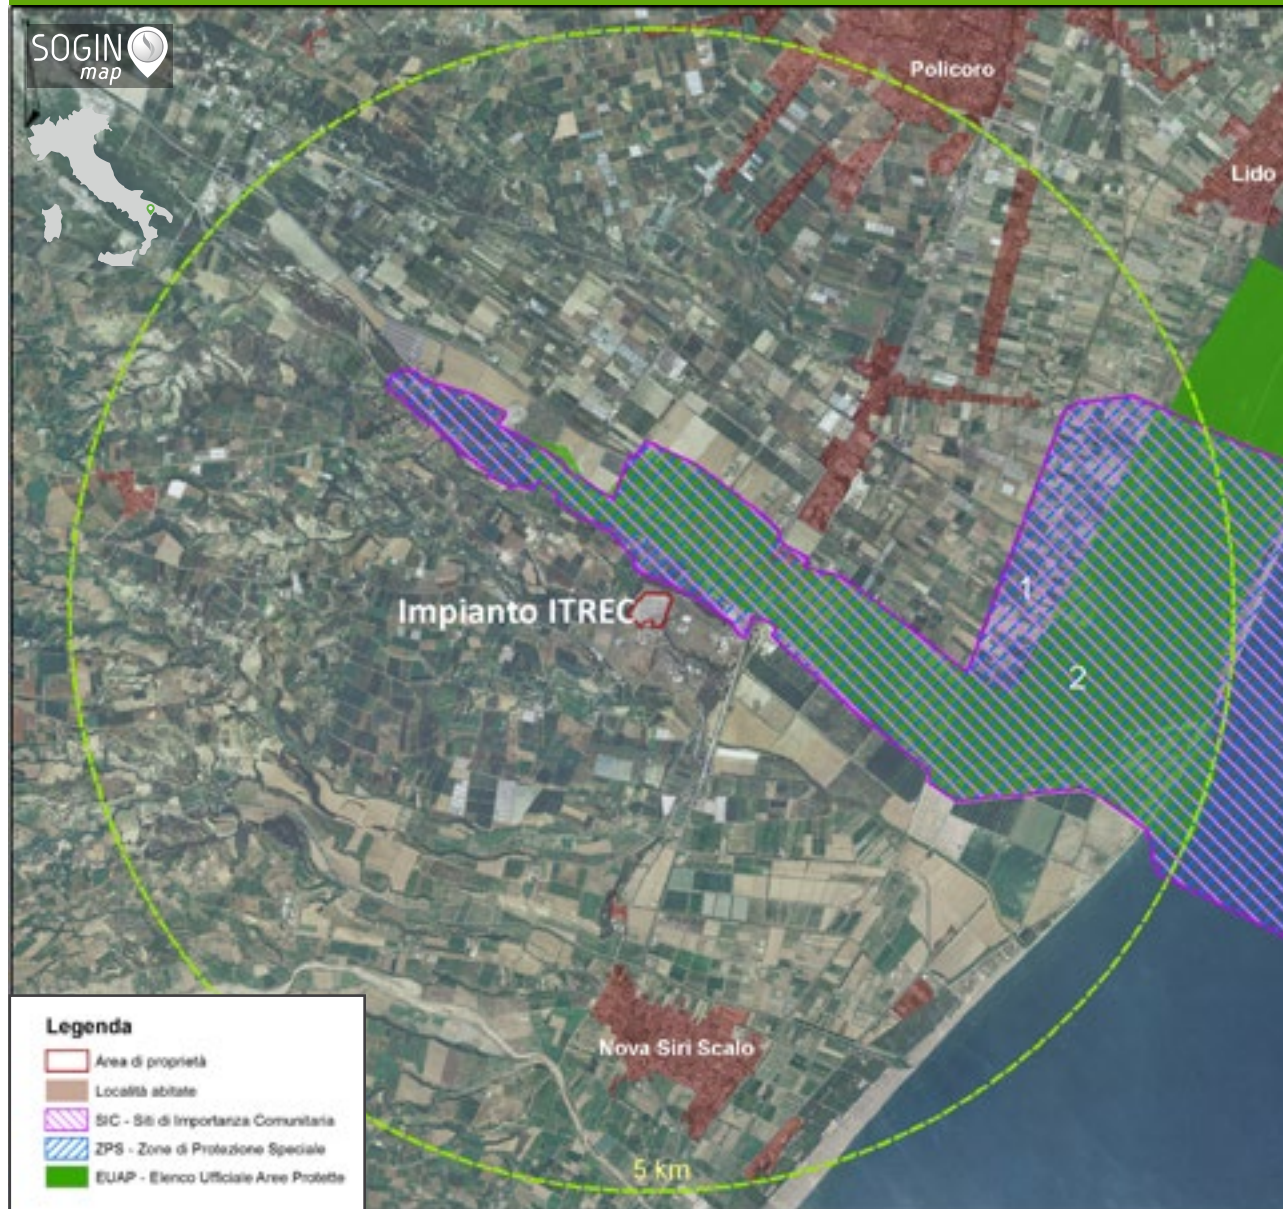 SOGIN
map
Policoro
Lido
1
Impianto ITREC
2
Nova Siri Scalo
5 km
Legenda
Area di proprietà
Località abitate
SIC - Siti di Importanza Comunitaria
ZPS - Zone di Protezione Speciale
EUAP - Elenco Ufficiale Aree Protette